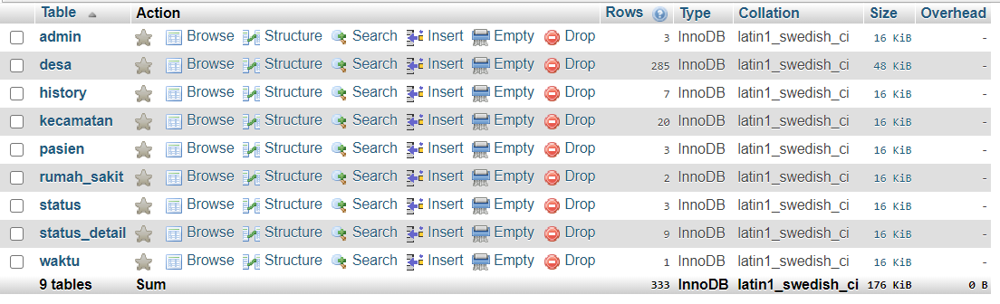 Table Action Rows Type Collation Size Overhead
admin Browse Structure Search Insert Empty Drop 3 InnoDB latin1_swedish_ci 16 KiB -
desa Browse Structure Search Insert Empty Drop 285 InnoDB latin1_swedish_ci 48 KiB -
history Browse Structure Search Insert Empty Drop 7 InnoDB latin1_swedish_ci 16 KiB -
kecamatan Browse Structure Search Insert Empty Drop 20 InnoDB latin1_swedish_ci 16 KiB -
pasien Browse Structure Search Insert Empty Drop 3 InnoDB latin1_swedish_ci 16 KiB -
rumah_sakit Browse Structure Search Insert Empty Drop 2 InnoDB latin1_swedish_ci 16 KiB -
status Browse Structure Search Insert Empty Drop 3 InnoDB latin1_swedish_ci 16 KiB -
status_detail Browse Structure Search Insert Empty Drop 9 InnoDB latin1_swedish_ci 16 KiB -
waktu Browse Structure Search Insert Empty Drop 1 InnoDB latin1_swedish_ci 16 KiB -
9 tables Sum 333 InnoDB latin1_swedish_ci 176 KiB 0 B